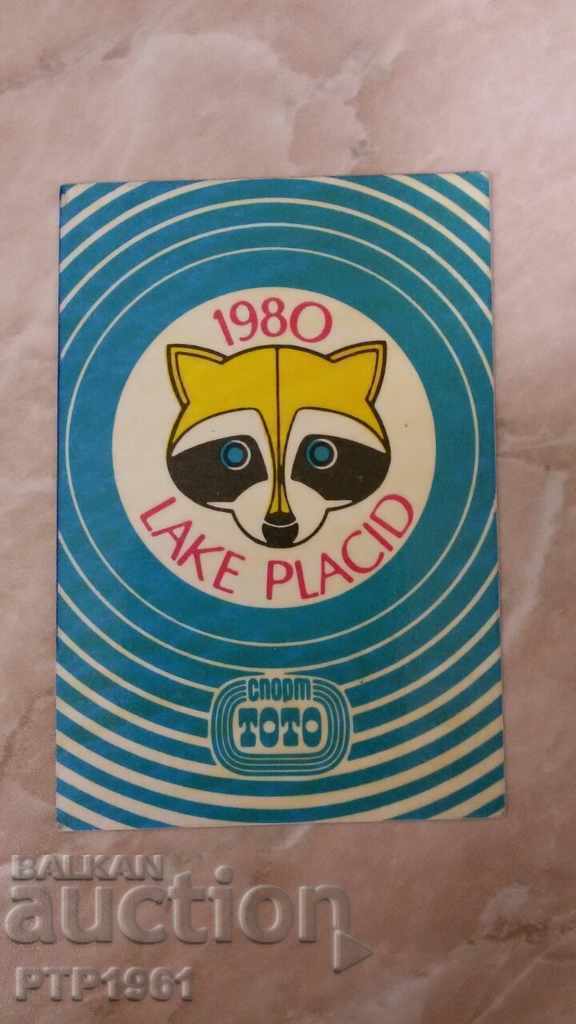 1980
LAKE PLACID
спорт
ТОТО
BALKAN
auction
PTP1961